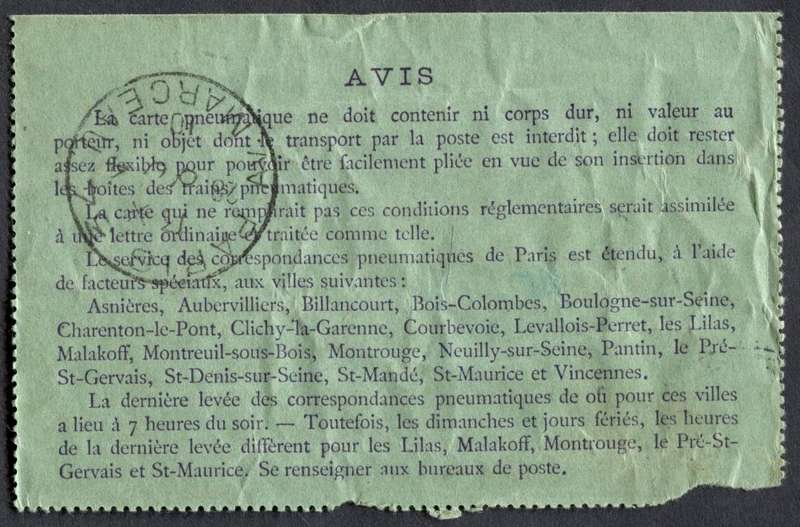 AVIS
La carte pneumatique ne doit contenir ni corps dur, ni valeur au
porteur, ni objet dont le transport par la poste est interdit ; elle doit rester
assez flexible pour pouvoir être facilement pliée en vue de son insertion dans
les boîtes des trains pneumatiques.
La carte qui ne remplirait pas ces conditions réglementaires serait assimilée
à une lettre ordinaire et traitée comme telle.
Le service des correspondances pneumatiques de Paris est étendu, à l'aide
de facteurs spéciaux, aux villes suivantes :
Asnières, Aubervilliers, Billancourt, Bois-Colombes, Boulogne-sur-Seine,
Charenton-le-Pont, Clichy-la-Garenne, Courbevoie, Levallois-Perret, les Lilas,
Malakoff, Montreuil-sous-Bois, Montrouge, Neuilly-sur-Seine, Pantin, le Pré-
St-Gervais, St-Denis-sur-Seine, St-Mandé, St-Maurice et Vincennes.
La dernière levée des correspondances pneumatiques de ou pour ces villes
a lieu à 7 heures du soir. — Toutefois, les dimanches et jours fériés, les heures
de la dernière levée diffèrent pour les Lilas, Malakoff, Montrouge, le Pré-St-
Gervais et St-Maurice. Se renseigner aux bureaux de poste.